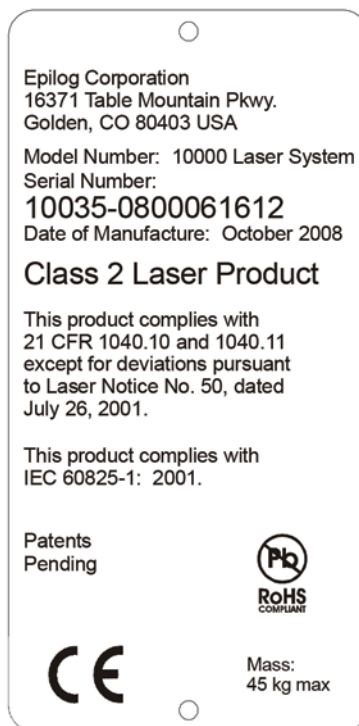 Epilog Corporation
16371 Table Mountain Pkwy.
Golden, CO 80403 USA
Model Number: 10000 Laser System
Serial Number:
10035-0800061612
Date of Manufacture: October 2008
Class 2 Laser Product
This product complies with
21 CFR 1040.10 and 1040.11
except for deviations pursuant
to Laser Notice No. 50, dated
July 26, 2001.
This product complies with
IEC 60825-1: 2001.
Patents
Pending
Pb
RoHS
COMPLIANT
CE
Mass:
45 kg max